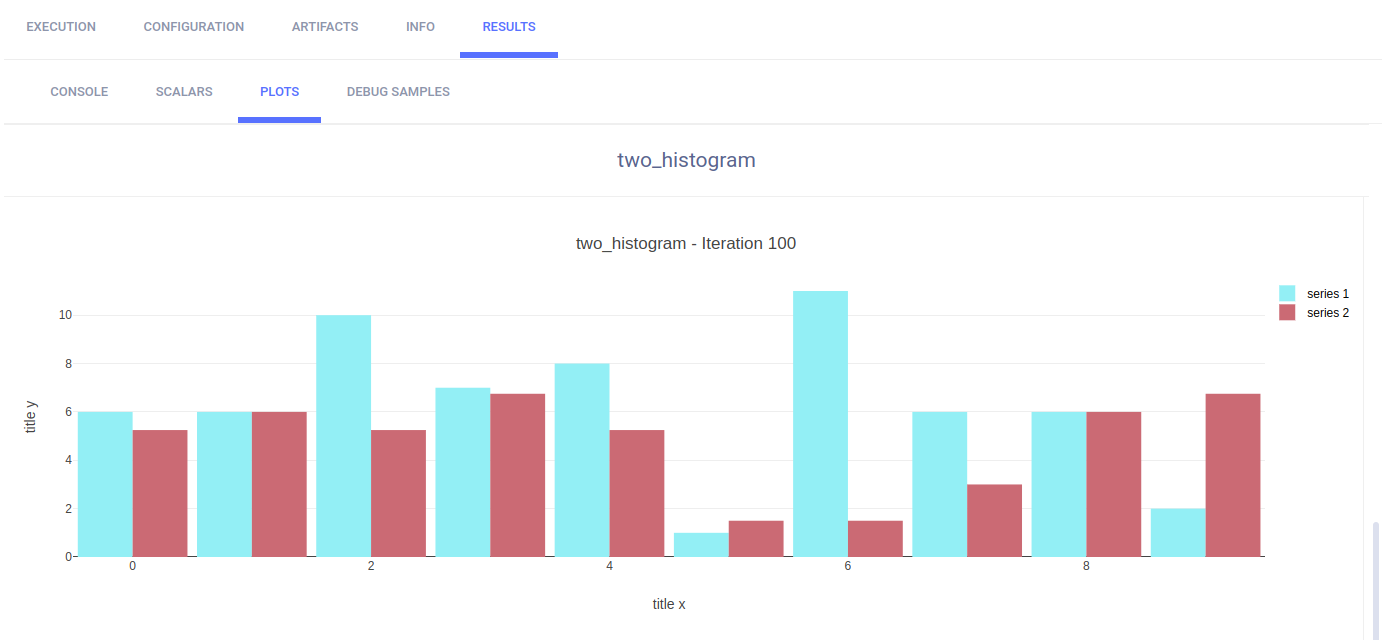 EXECUTION CONFIGURATION ARTIFACTS INFO RESULTS
CONSOLE SCALARS PLOTS DEBUG SAMPLES
two_histogram
two_histogram - Iteration 100
series 1
series 2
10
8
6
4
2
0
title y
0 2 4 6 8
title x